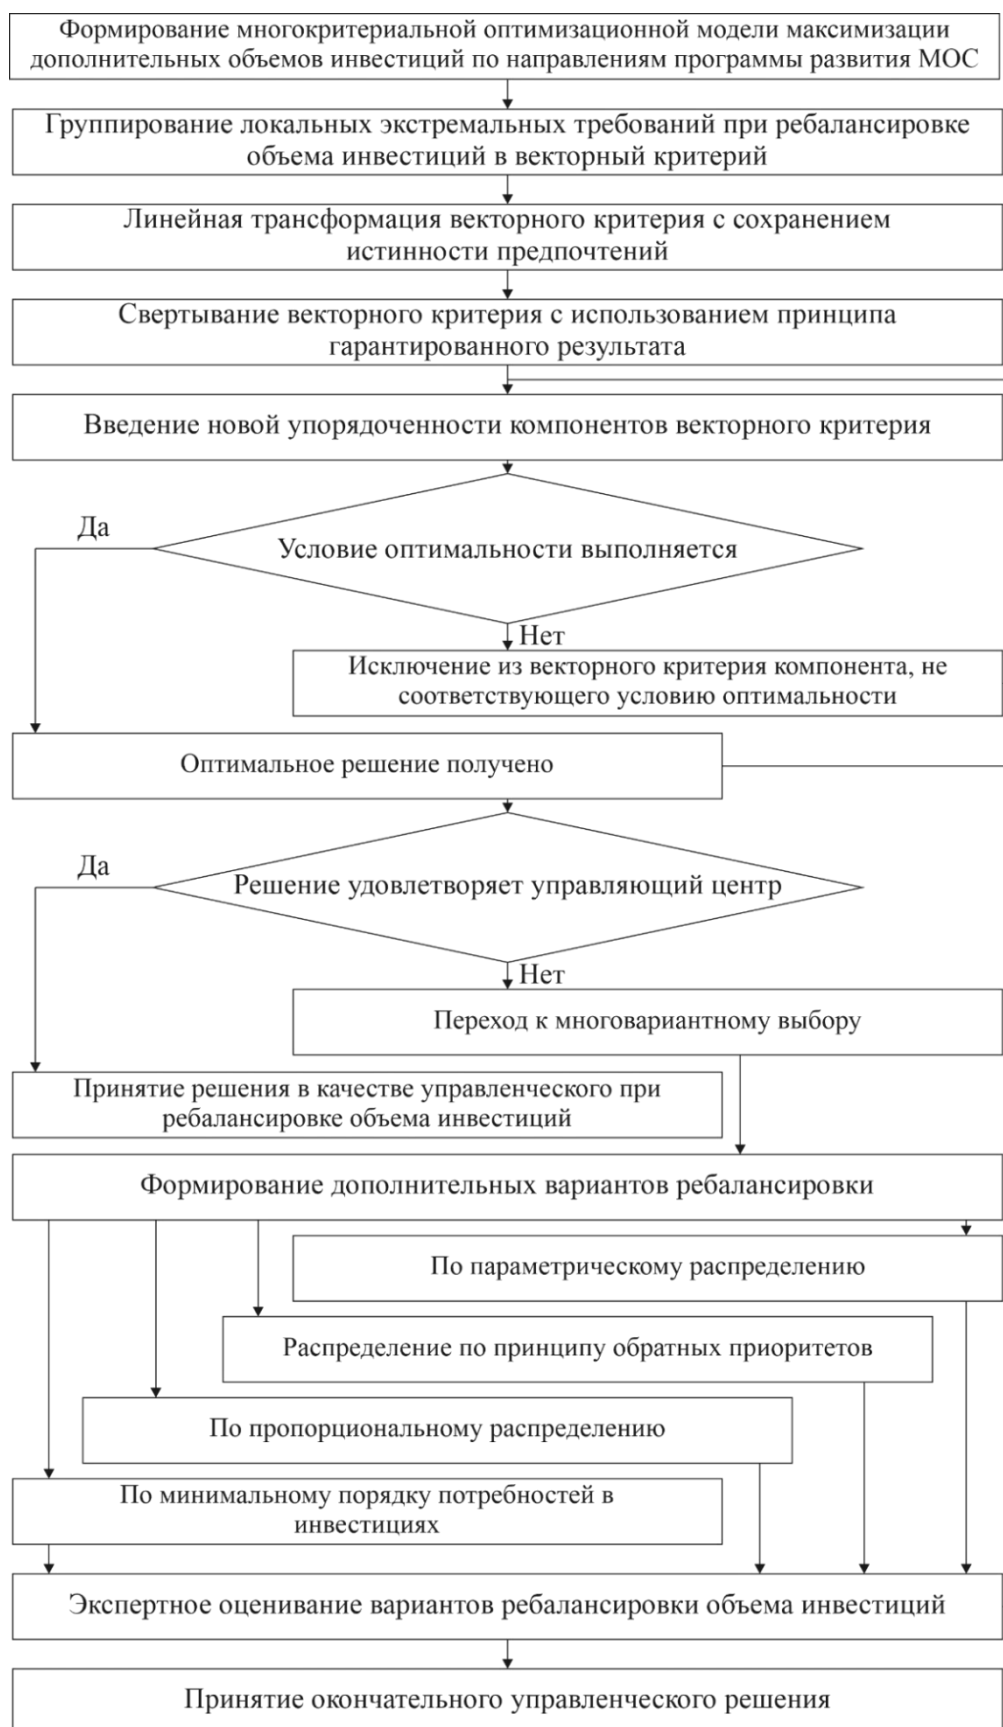 Формирование многокритериальной оптимизационной модели максимизации
дополнительных объемов инвестиций по направлениям программы развития МОС
Группирование локальных экстремальных требований при ребалансировке
объема инвестиций в векторный критерий
Линейная трансформация векторного критерия с сохранением
истинности предпочтений
Свертывание векторного критерия с использованием принципа
гарантированного результата
Введение новой упорядоченности компонентов векторного критерия
Да
Условие оптимальности выполняется
Нет
Исключение из векторного критерия компонента, не
соответствующего условию оптимальности
Оптимальное решение получено
Да
Решение удовлетворяет управляющий центр
Нет
Переход к многовариантному выбору
Принятие решения в качестве управленческого при
ребалансировке объема инвестиций
Формирование дополнительных вариантов ребалансировки
По параметрическому распределению
Распределение по принципу обратных приоритетов
По пропорциональному распределению
По минимальному порядку потребностей в
инвестициях
Экспертное оценивание вариантов ребалансировки объема инвестиций
Принятие окончательного управленческого решения